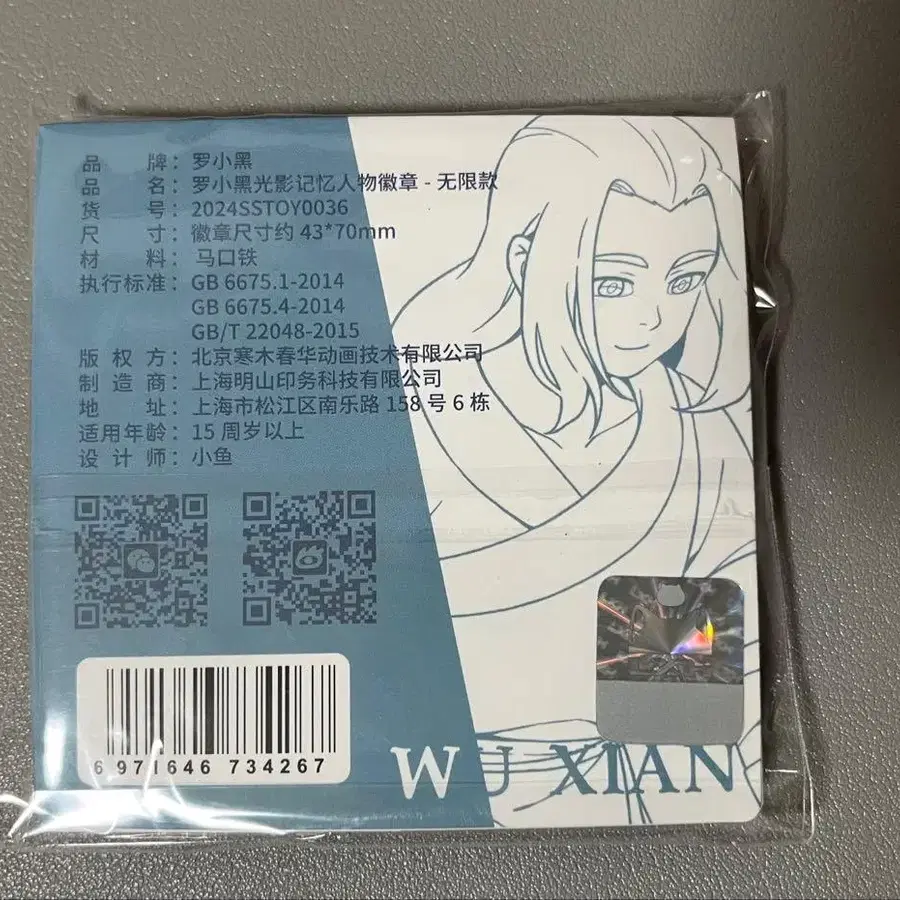 品 牌：罗小黑
品 名：罗小黑光影记忆人物徽章 - 无限款
货 号：2024SSTOY0036
尺 寸：徽章尺寸约 43*70mm
材 料：马口铁
执行标准：GB 6675.1-2014
GB 6675.4-2014
GB/T 22048-2015
版 权 方：北京寒木春华动画技术有限公司
制 造 商：上海明山印务科技有限公司
地 址：上海市松江区南乐路 158 号 6 栋
适用年龄：15 周岁以上
设 计 师：小鱼
6 971646 734267
WU XIAN